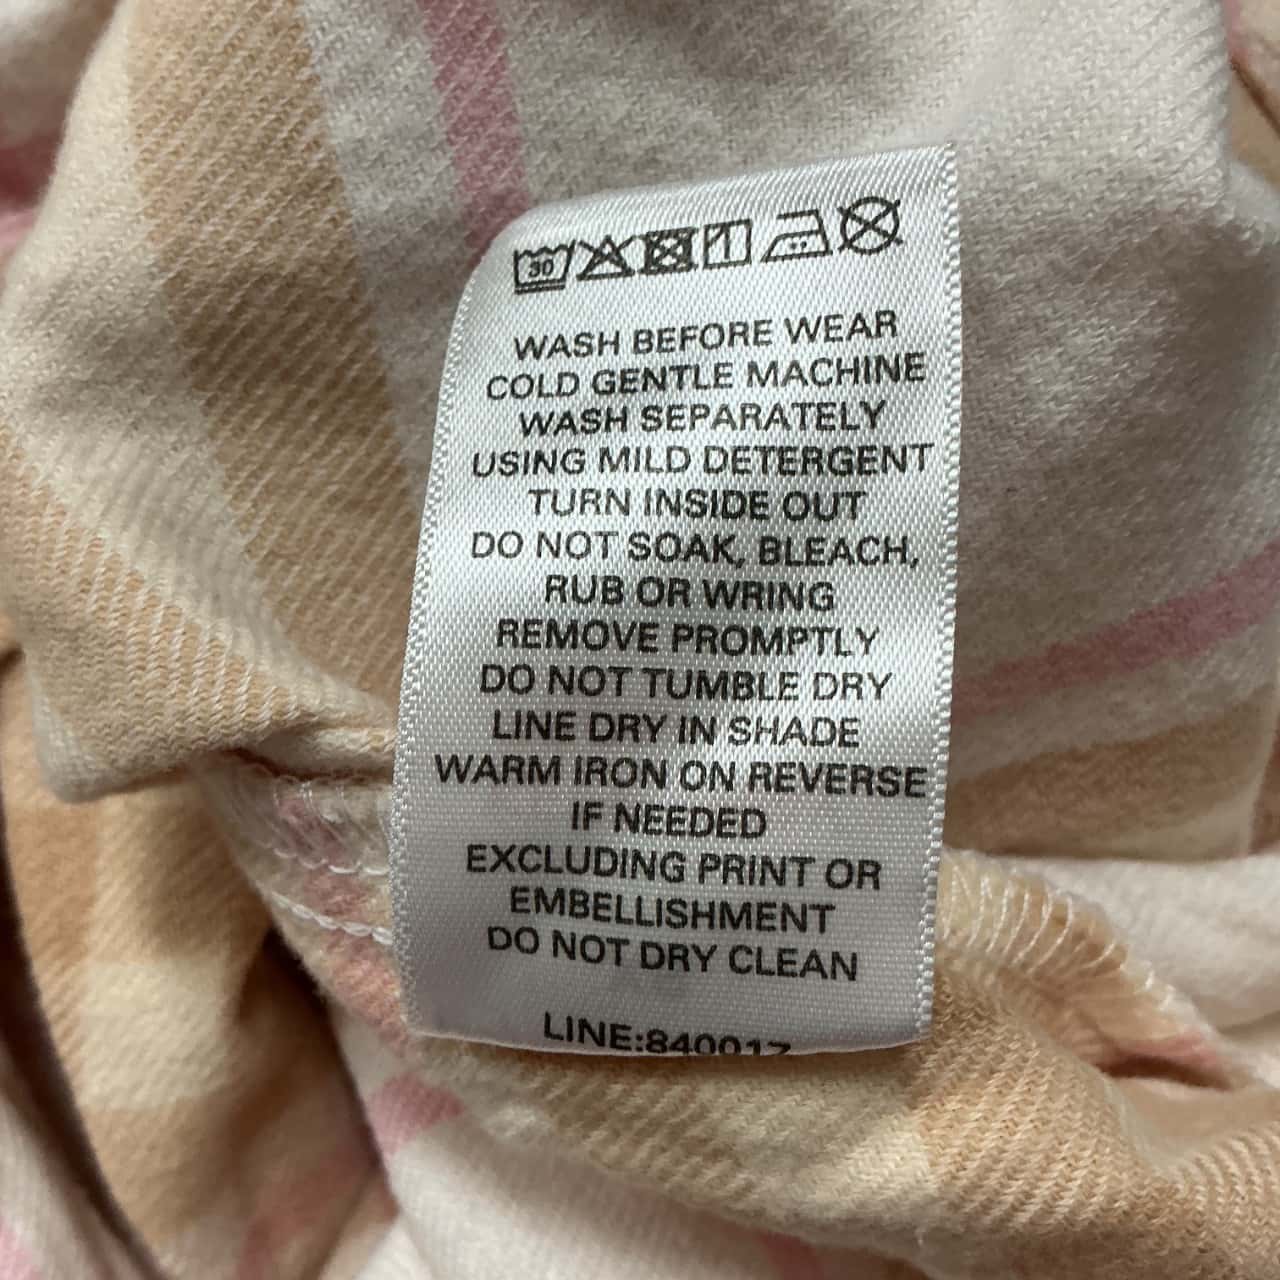 30
WASH BEFORE WEAR
COLD GENTLE MACHINE
WASH SEPARATELY
USING MILD DETERGENT
TURN INSIDE OUT
DO NOT SOAK, BLEACH,
RUB OR WRING
REMOVE PROMPTLY
DO NOT TUMBLE DRY
LINE DRY IN SHADE
WARM IRON ON REVERSE
IF NEEDED
EXCLUDING PRINT OR
EMBELLISHMENT
DO NOT DRY CLEAN
LINE:840017